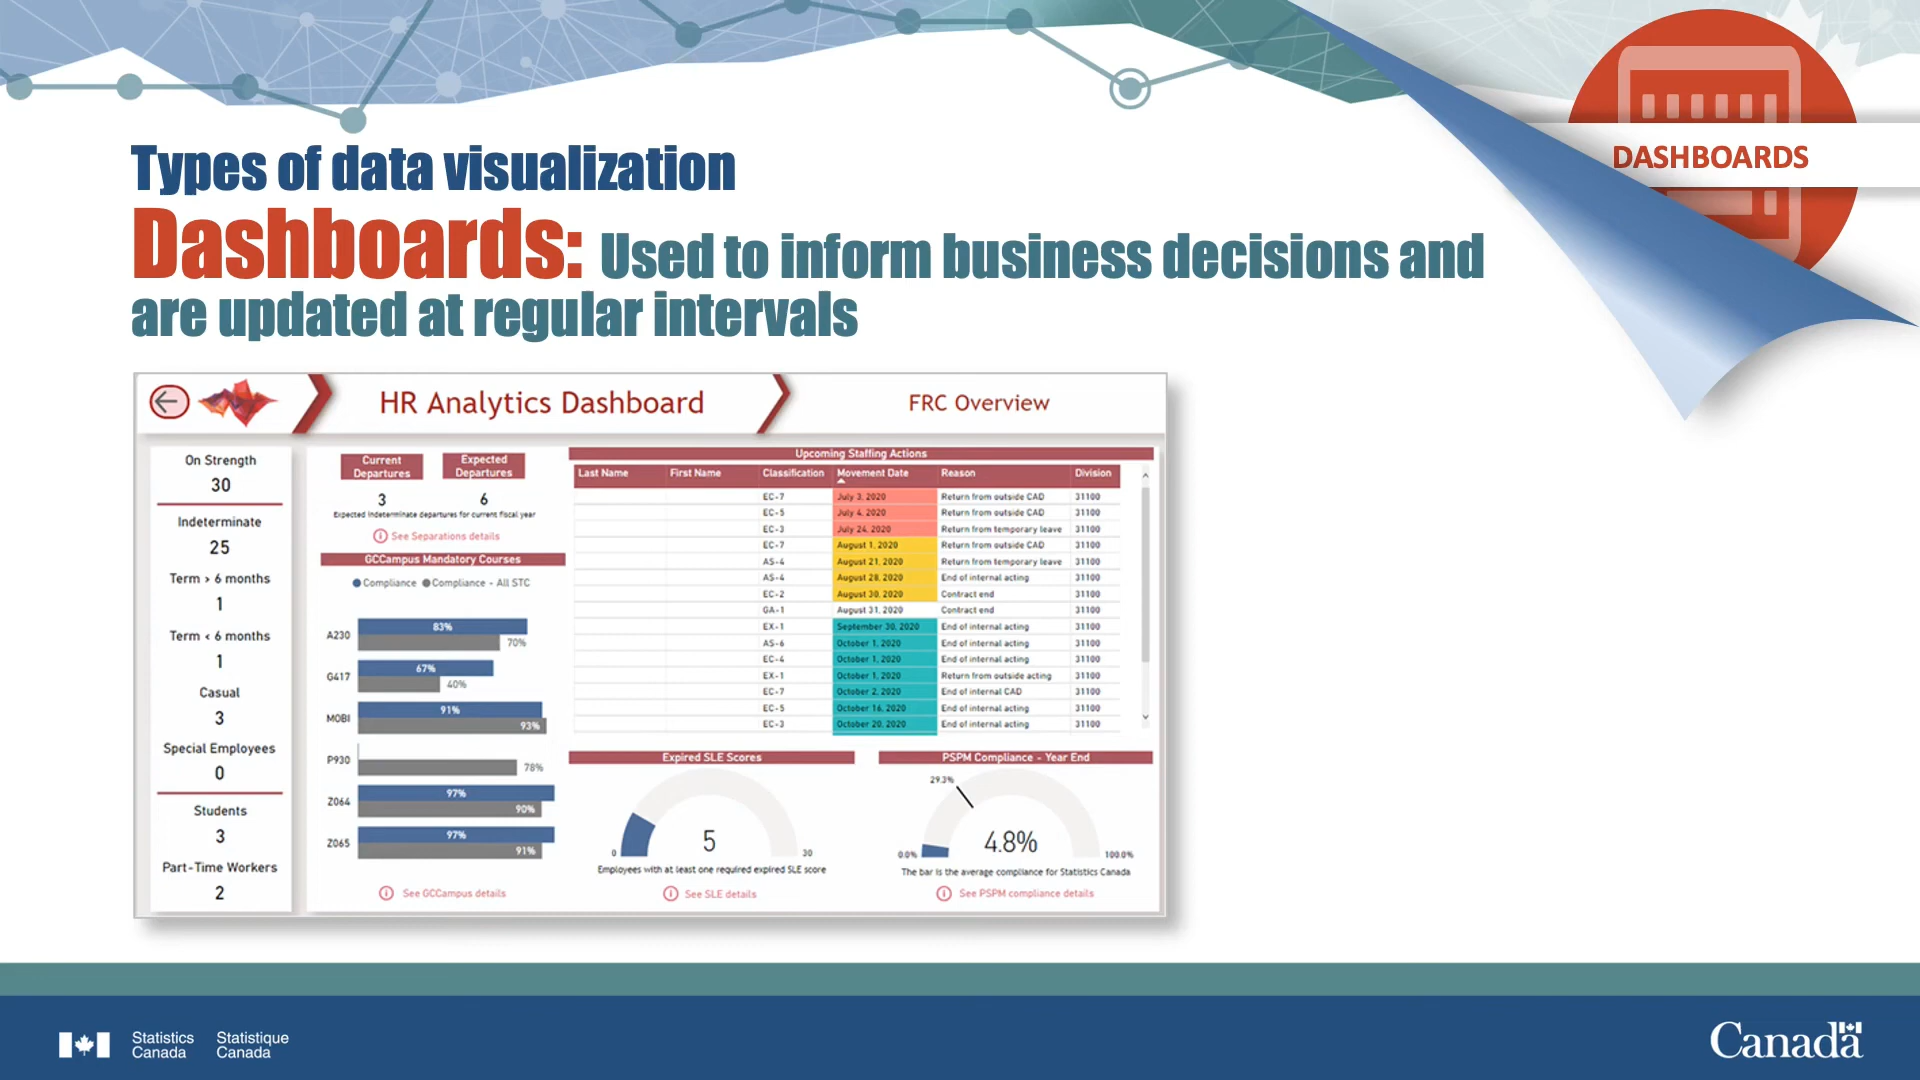 DASHBOARDS
Types of data visualization
Dashboards: Used to inform business decisions and
are updated at regular intervals
HR Analytics Dashboard
FRC Overview
On Strength
30
Indeterminate
25
Term > 6 months
1
Term < 6 months
1
Casual
3
Special Employees
0
Students
3
Part-Time Workers
2
Current
Departures
3
Expected
Departures
6
Expected Indeterminate departures for current fiscal year
See Separations details
GCCampus Mandatory Courses
Compliance Compliance - All STC
A230 83% 70%
G417 67% 40%
MOBI 91% 93%
P930 78%
Z064 97% 90%
Z065 97% 91%
See GCCampus details
Upcoming Staffing Actions
Last Name First Name Classification Movement Date Reason Division
EC-7 July 3, 2020 Return from outside CAD 31100
EC-5 July 4, 2020 Return from outside CAD 31100
EC-3 July 24, 2020 Return from temporary leave 31100
EC-7 August 1, 2020 Return from outside CAD 31100
AS-4 August 21, 2020 Return from temporary leave 31100
AS-4 August 28, 2020 End of internal acting 31100
EC-2 August 30, 2020 Contract end 31100
GA-1 August 31, 2020 Contract end 31100
EX-1 September 30, 2020 End of internal acting 31100
AS-6 October 1, 2020 End of internal acting 31100
EC-4 October 1, 2020 End of internal acting 31100
EX-1 October 1, 2020 Return from outside acting 31100
EC-7 October 2, 2020 End of internal CAD 31100
EC-5 October 16, 2020 End of internal acting 31100
EC-3 October 20, 2020 End of internal acting 31100
Expired SLE Scores
5
0 30
Employees with at least one required expired SLE score
See SLE details
PSPM Compliance - Year End
29.3%
4.8%
0.0% 100.0%
The bar is the average compliance for Statistics Canada
See PSPM compliance details
Statistics
Canada
Statistique
Canada
Canada